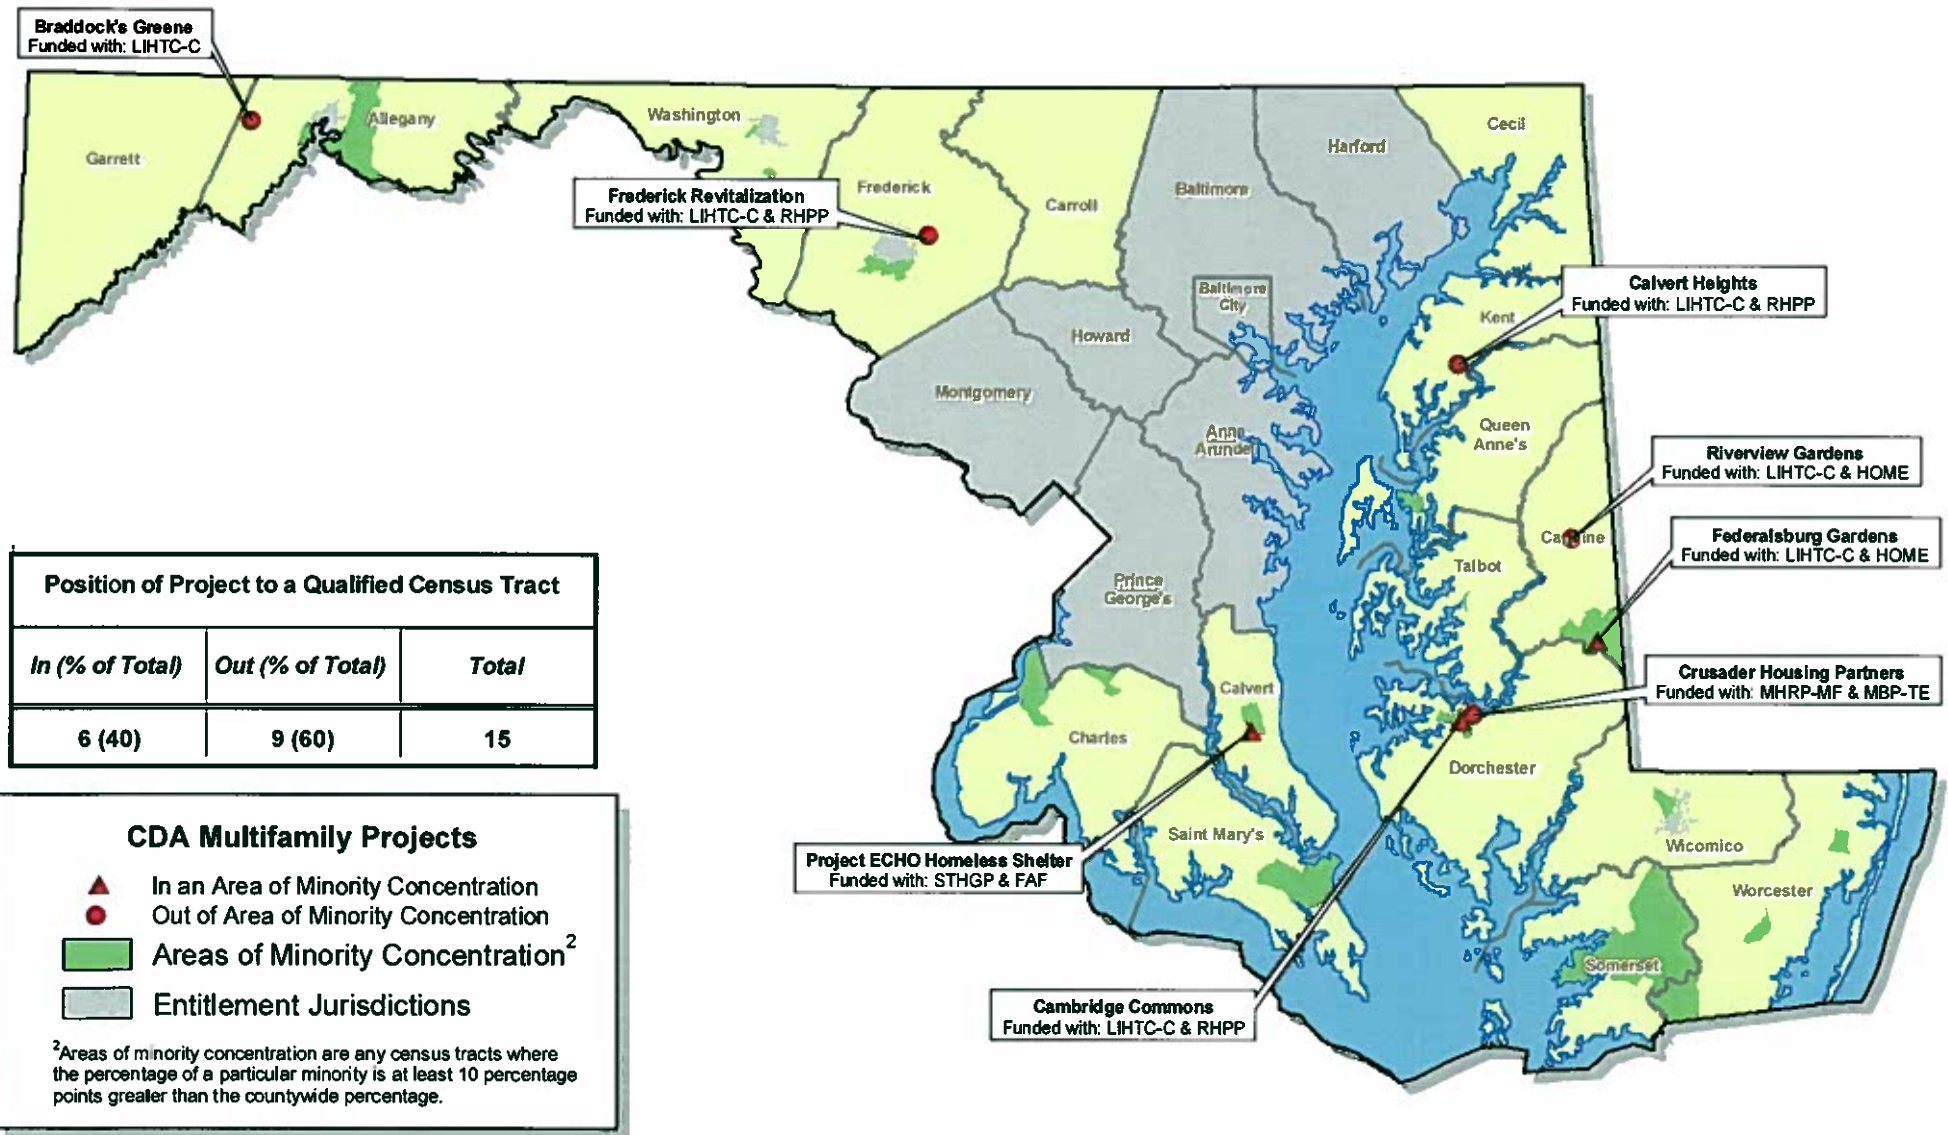 Braddock's Greene
Funded with: LIHTC-C
Garrett
Allegany
Washington
Frederick Revitalization
Funded with: LIHTC-C & RHPP
Frederick
Carroll
Baltimore
Harford
Cecil
Baltimore
City
Howard
Montgomery
Anne
Arundel
Prince
George's
Kent
Calvert Heights
Funded with: LIHTC-C & RHPP
Queen
Anne's
Riverview Gardens
Funded with: LIHTC-C & HOME
Caroline
Federalsburg Gardens
Funded with: LIHTC-C & HOME
Talbot
Crusader Housing Partners
Funded with: MHRP-MF & MBP-TE
Calvert
Charles
Dorchester
Saint Mary's
Wicomico
Worcester
Somerset
Project ECHO Homeless Shelter
Funded with: STHGP & FAF
Cambridge Commons
Funded with: LIHTC-C & RHPP
Position of Project to a Qualified Census Tract
In (% of Total) Out (% of Total) Total
6 (40) 9 (60) 15
CDA Multifamily Projects
In an Area of Minority Concentration
Out of Area of Minority Concentration
Areas of Minority Concentration²
Entitlement Jurisdictions
²Areas of minority concentration are any census tracts where
the percentage of a particular minority is at least 10 percentage
points greater than the countywide percentage.